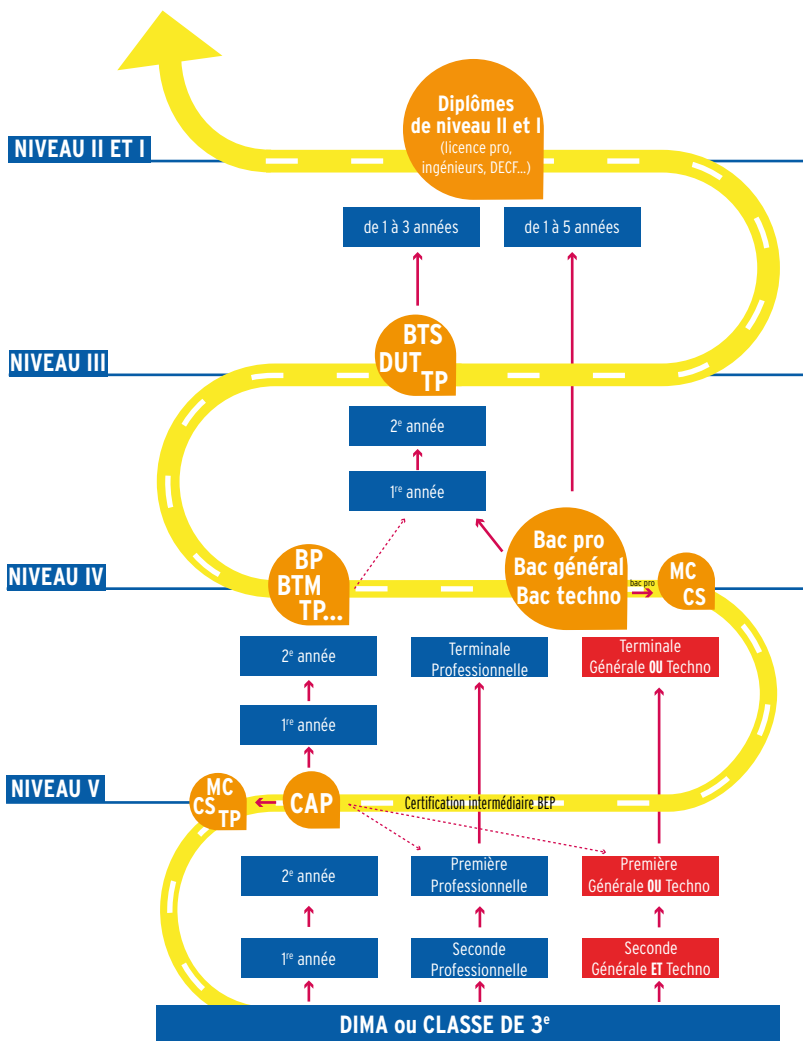 Diplômes
de niveau II et I
(licence pro,
ingénieurs, DECF...)
NIVEAU II ET I
de 1 à 3 années
de 1 à 5 années
BTS
DUT
TP
NIVEAU III
2e année
1re année
Bac pro
Bac général
Bac techno
bac pro
MC
CS
BP
BTM
TP...
NIVEAU IV
2e année
Terminale
Professionnelle
Terminale
Générale OU Techno
1re année
NIVEAU V
MC
CS
TP
CAP
Certification intermédiaire BEP
2e année
Première
Professionnelle
Première
Générale OU Techno
1re année
Seconde
Professionnelle
Seconde
Générale ET Techno
DIMA ou CLASSE DE 3e